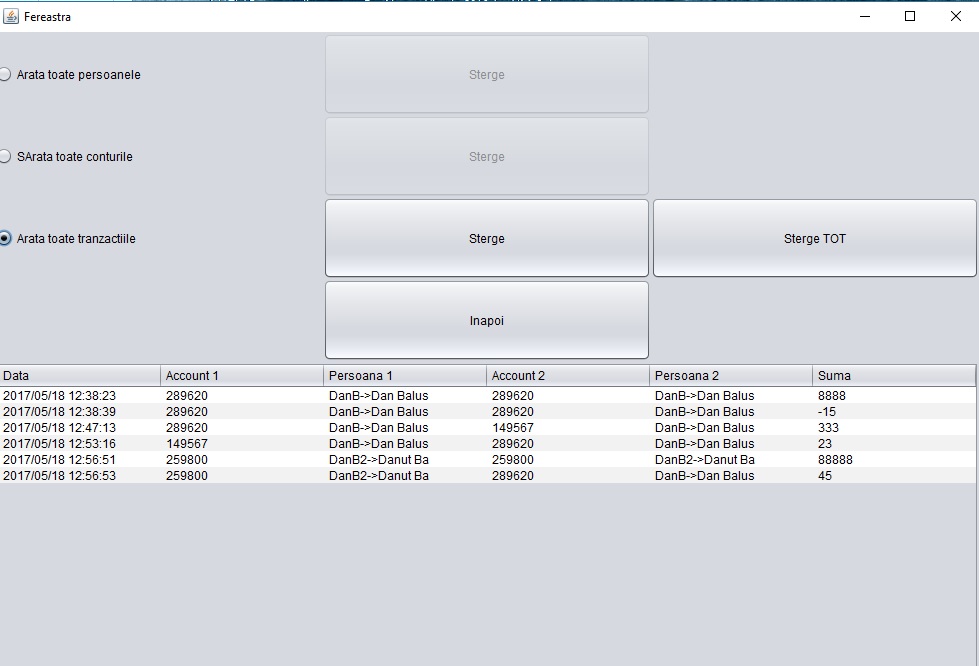 Fereastra
Arata toate persoanele Sterge
SArata toate conturile Sterge
Arata toate tranzactiile Sterge Sterge TOT
Inapoi
Data Account 1 Persoana 1 Account 2 Persoana 2 Suma
2017/05/18 12:38:23 289620 DanB->Dan Balus 289620 DanB->Dan Balus 8888
2017/05/18 12:38:39 289620 DanB->Dan Balus 289620 DanB->Dan Balus -15
2017/05/18 12:47:13 289620 DanB->Dan Balus 149567 DanB->Dan Balus 333
2017/05/18 12:53:16 149567 DanB->Dan Balus 289620 DanB->Dan Balus 23
2017/05/18 12:56:51 259800 DanB2->Danut Ba 259800 DanB2->Danut Ba 88888
2017/05/18 12:56:53 259800 DanB2->Danut Ba 289620 DanB->Dan Balus 45